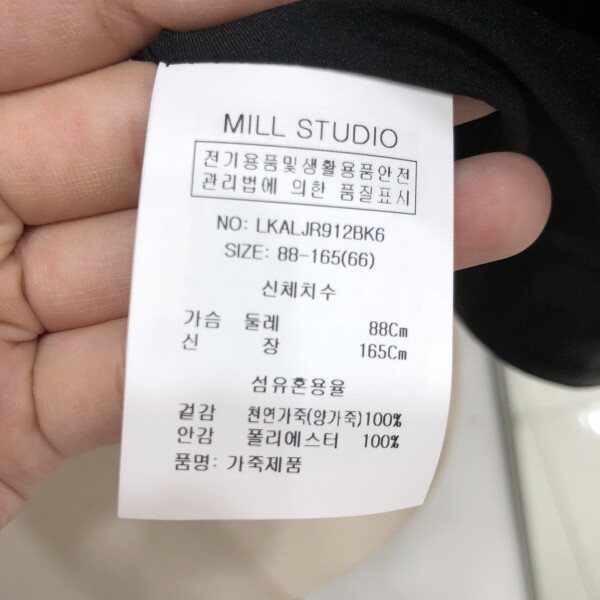 MILL STUDIO
전기용품및생활용품안전
관리법에 의한 품질표시
NO: LKALJR912BK6
SIZE: 88-165(66)
신체치수
가슴 둘레 88Cm
신 장 165Cm
섬유혼용율
겉감 천연가죽(양가죽)100%
안감 폴리에스터 100%
품명: 가죽제품